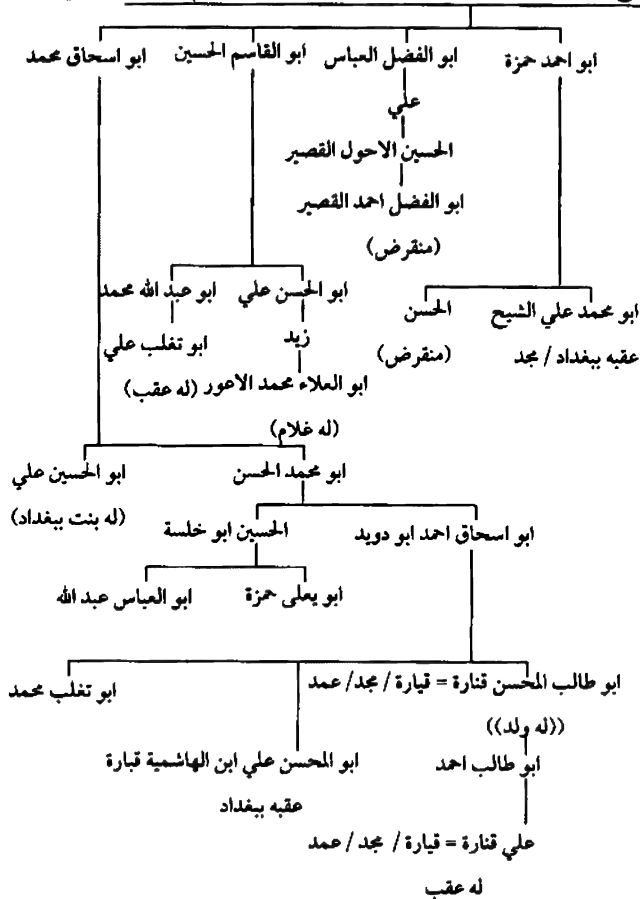 ابو احمد حمزة    ابو الفضل العباس    ابو القاسم الحسين    ابو اسحاق محمد
علي
الحسين الاحول القصير
ابو الفضل احمد القصير
(منقرض)
ابو الحسن علي    ابو عبد الله محمد
ابو محمد علي الشيح    الحسن
زيد    ابو تغلب علي
عقبه ببغداد / مجد    (منقرض)
ابو العلاء محمد الاعور    (له عقب)
(له غلام)
ابو محمد الحسن    ابو الحسين علي
(له بنت ببغداد)
ابو اسحاق احمد ابو دويد    الحسين ابو خلسة
ابو يعلى حمزة    ابو العباس عبد الله
ابو طالب المحسن قنارة = قيارة / مجد / عمد    ابو تغلب محمد
((له ولد))
ابو طالب احمد    ابو المحسن علي ابن الهاشمية قبارة
عقبه ببغداد
علي قنارة = قيارة / مجد / عمد
له عقب